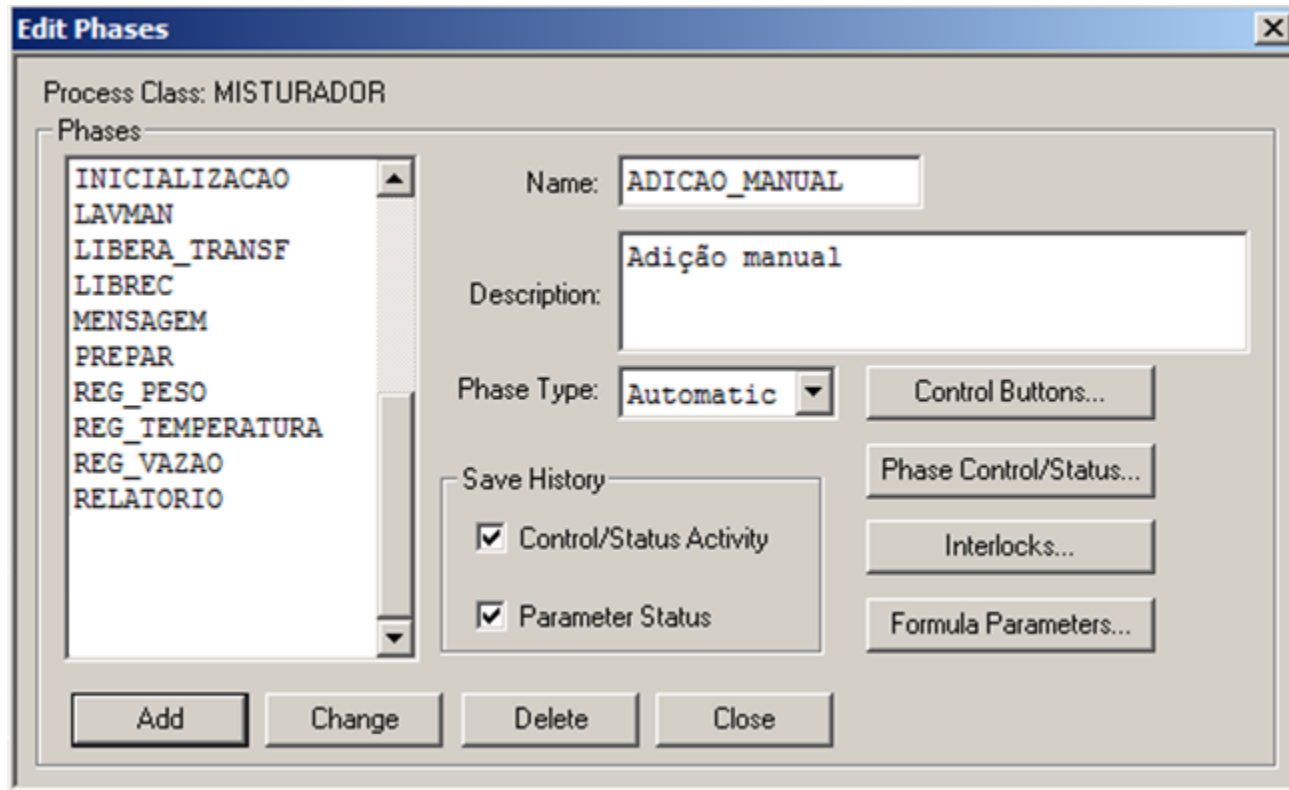 Edit Phases
Process Class: MISTURADOR
Phases
INICIALIZACAO
LAVMAN
LIBERA_TRANSF
LIBREC
MENSAGEM
PREPAR
REG_PESO
REG_TEMPERATURA
REG_VAZAO
RELATORIO
Name: ADICAO_MANUAL
Description: Adição manual
Phase Type: Automatic
Control Buttons...
Phase Control/Status...
Interlocks...
Formula Parameters...
Save History
Control/Status Activity
Parameter Status
Add Change Delete Close